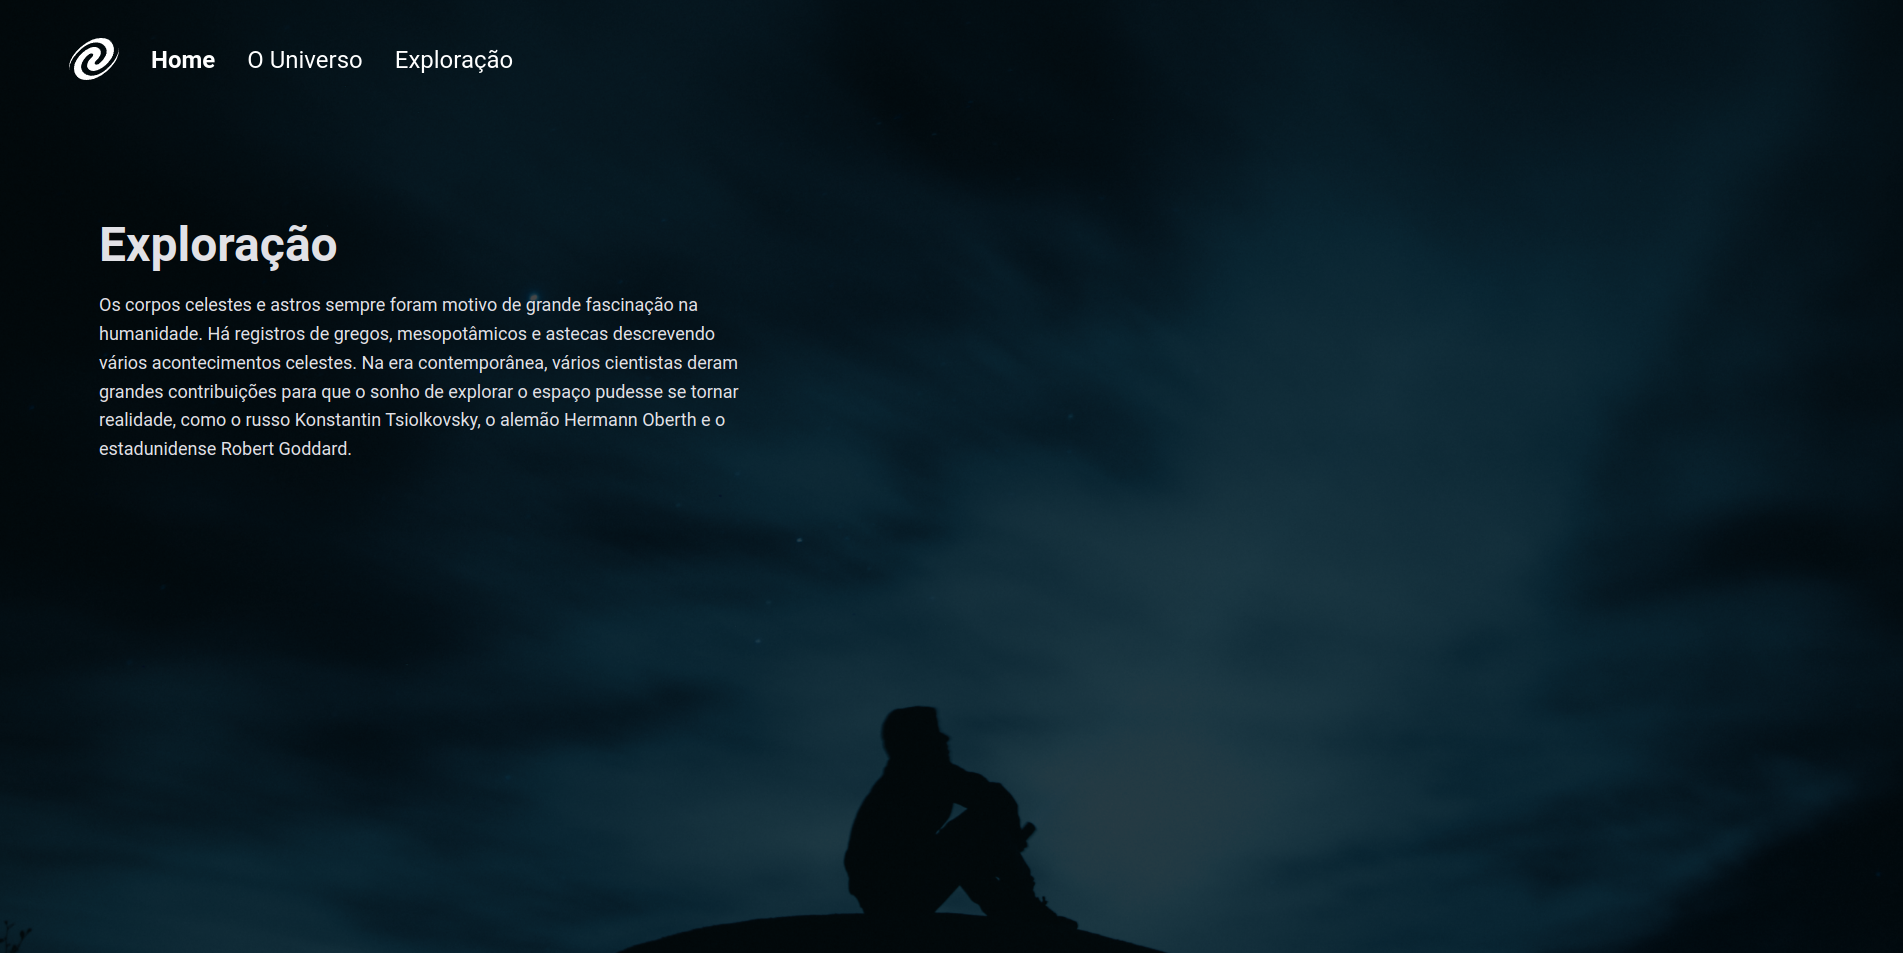 Home O Universo Exploração
Exploração
Os corpos celestes e astros sempre foram motivo de grande fascinação na
humanidade. Há registros de gregos, mesopotâmicos e astecas descrevendo
vários acontecimentos celestes. Na era contemporânea, vários cientistas deram
grandes contribuições para que o sonho de explorar o espaço pudesse se tornar
realidade, como o russo Konstantin Tsiolkovsky, o alemão Hermann Oberth e o
estadunidense Robert Goddard.